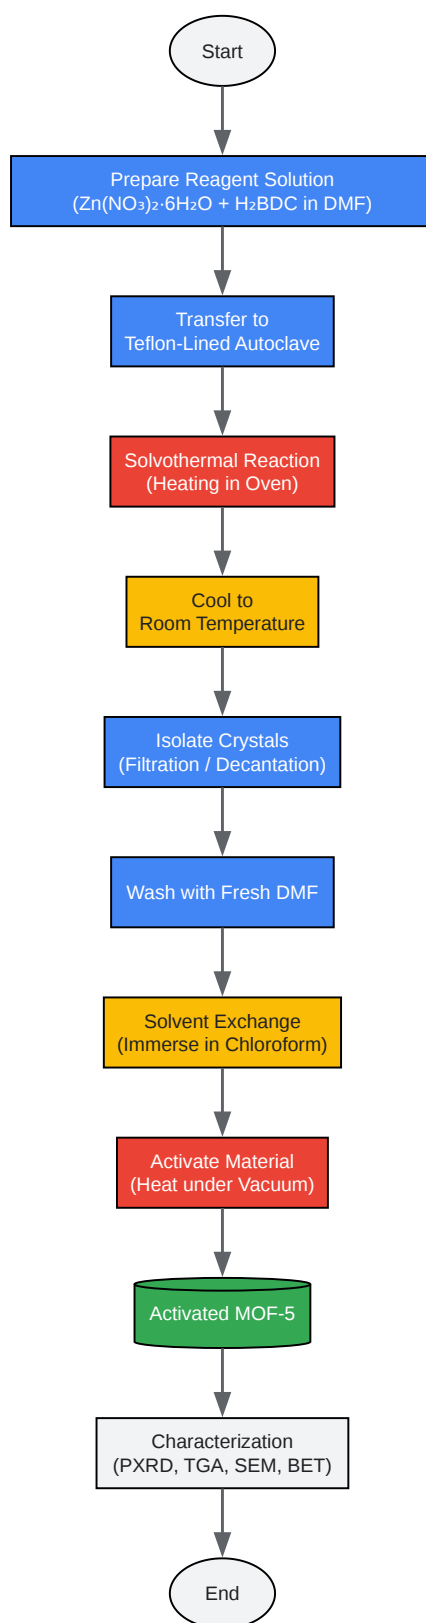 Start
Prepare Reagent Solution
(Zn(NO₃)₂·6H₂O + H₂BDC in DMF)
Transfer to
Teflon-Lined Autoclave
Solvothermal Reaction
(Heating in Oven)
Cool to
Room Temperature
Isolate Crystals
(Filtration / Decantation)
Wash with Fresh DMF
Solvent Exchange
(Immerse in Chloroform)
Activate Material
(Heat under Vacuum)
Activated MOF-5
Characterization
(PXRD, TGA, SEM, BET)
End